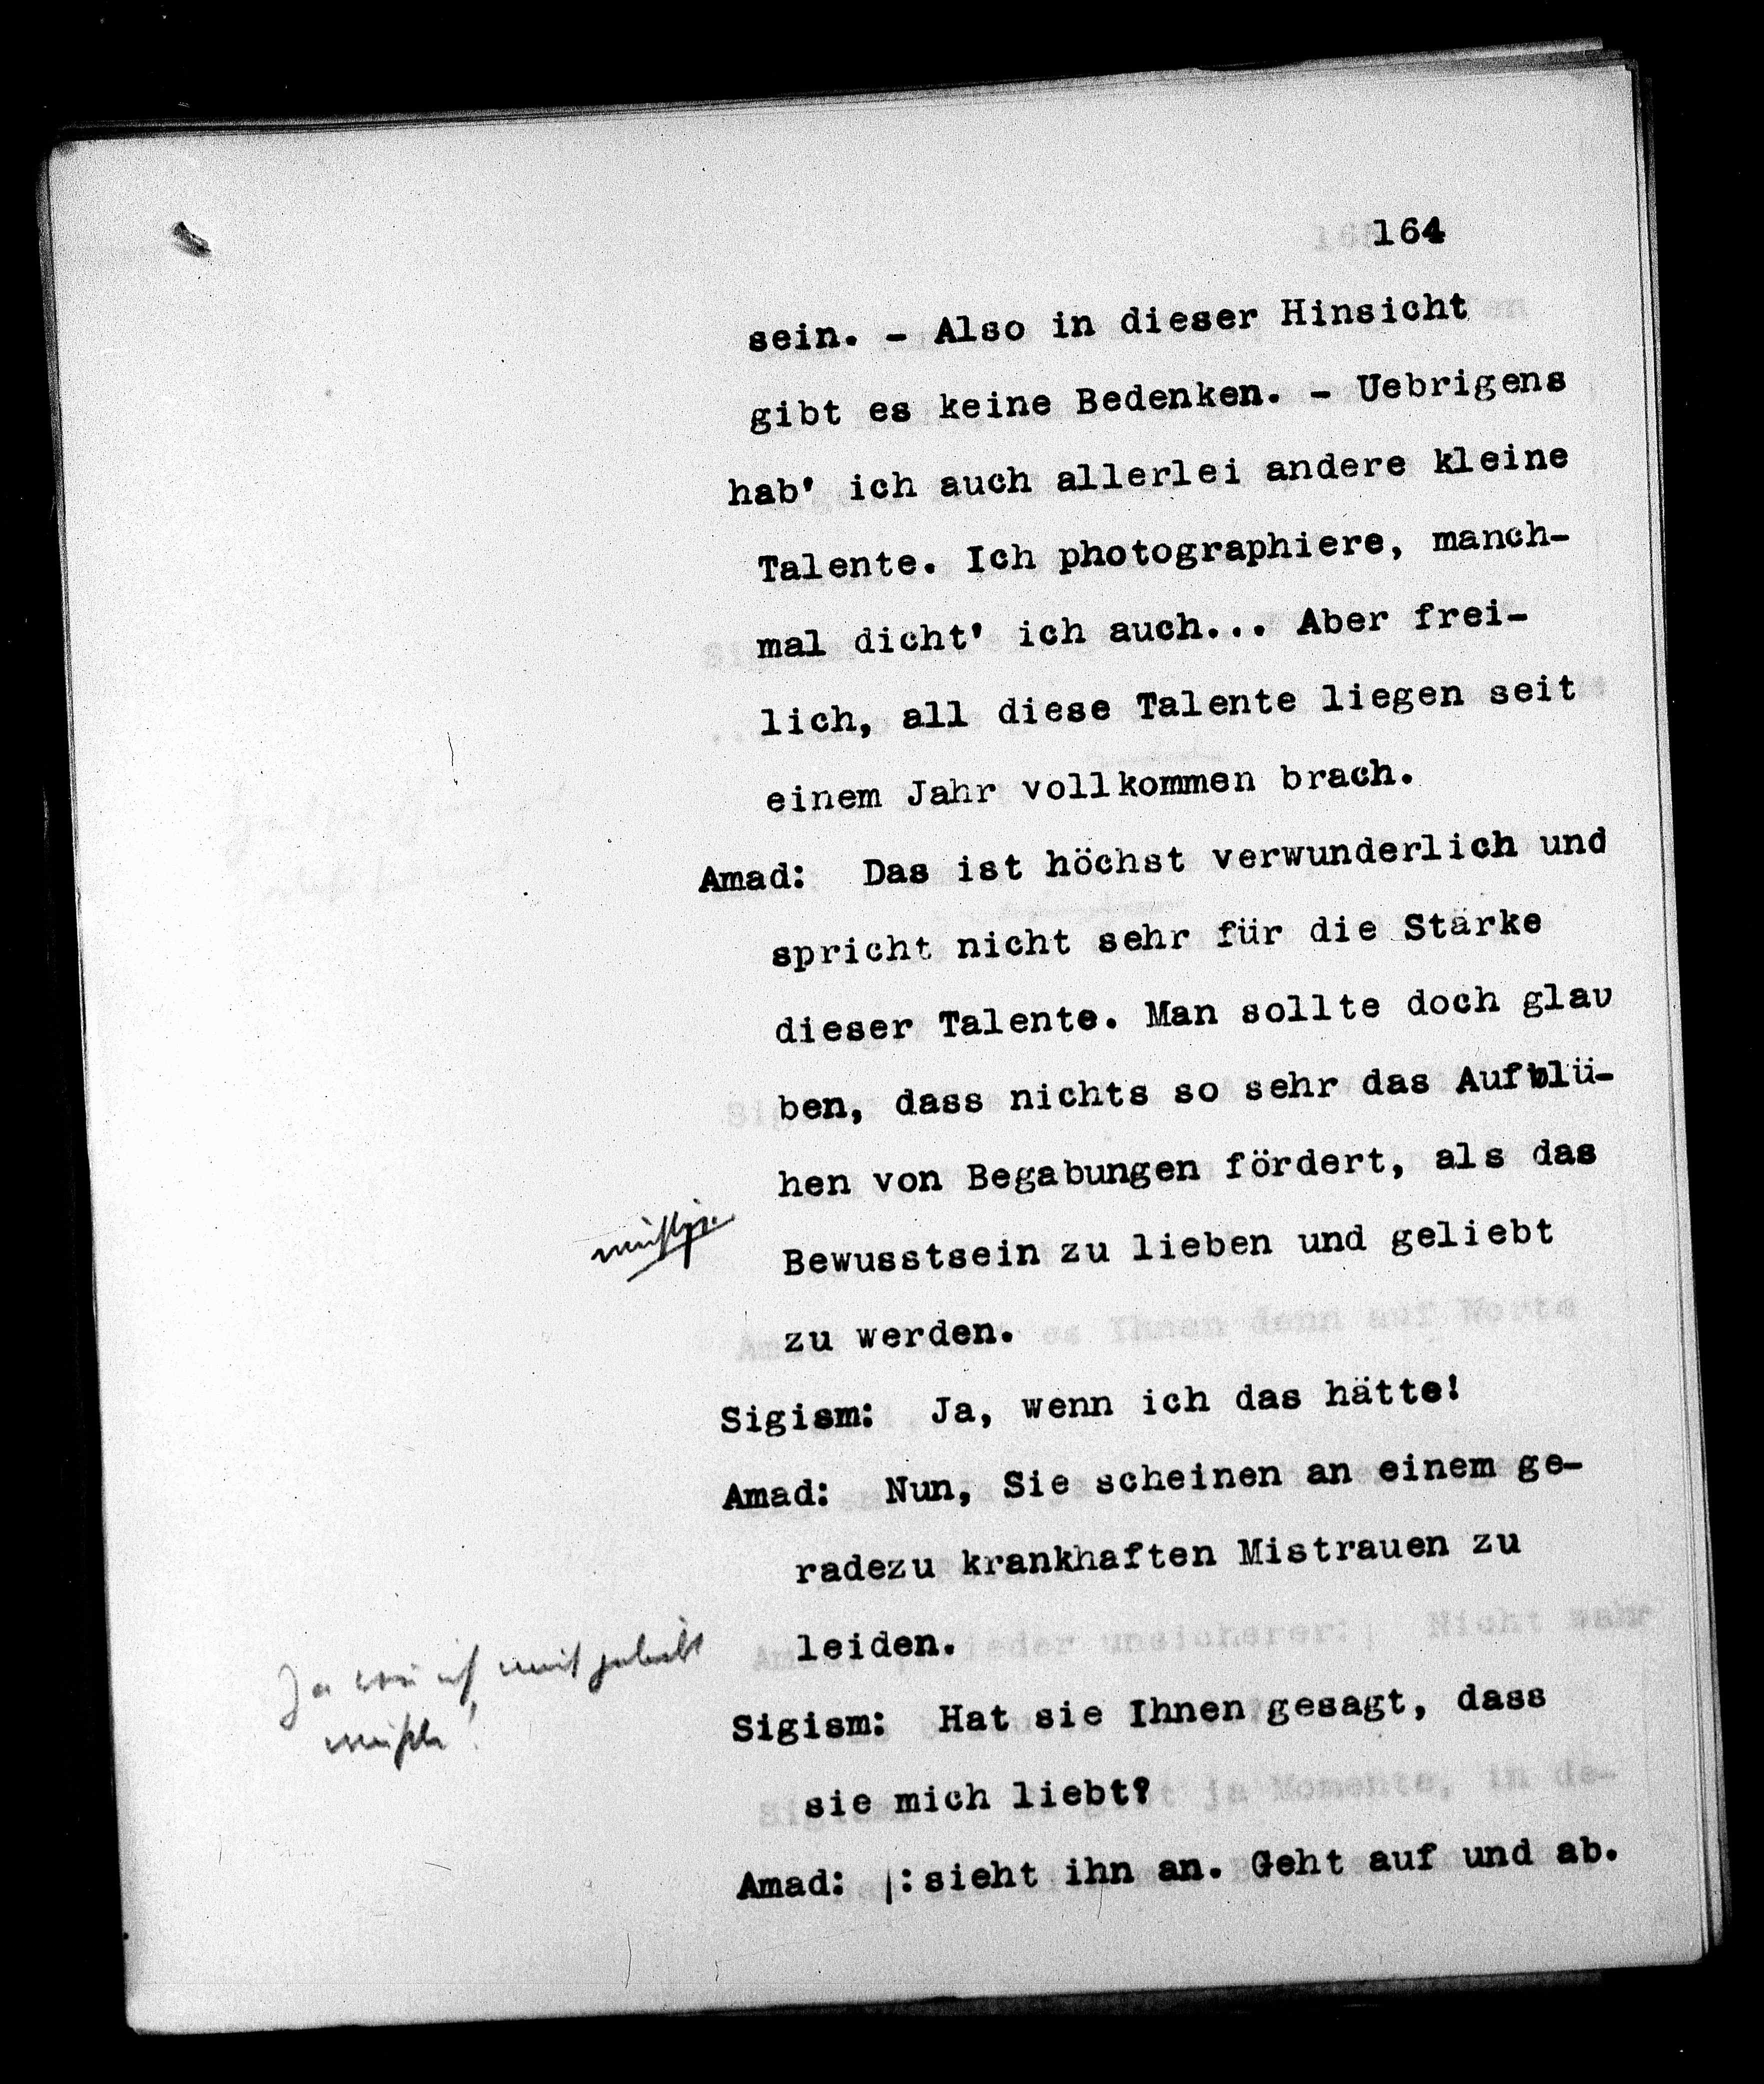 164
sein. - Also in dieser Hinsicht
gibt es keine Bedenken. - Uebrigens
hab' ich auch allerlei andere kleine
Talente. Ich photographiere, manch-
mal dicht' ich auch... Aber frei-
lich, all diese Talente liegen seit
einem Jahr vollkommen brach.
Amad: Das ist höchst verwunderlich und
spricht nicht sehr für die Stärke
dieser Talente. Man sollte doch glau
ben, dass nichts so sehr das Aufblü-
hen von Begabungen fördert, als das
Bewusstsein zu lieben und geliebt
zu werden.
Sigism: Ja, wenn ich das hätte!
Amad: Nun, Sie scheinen an einem ge-
radezu krankhaften Mistrauen zu
leiden.
Ja
Sigism: Hat sie Ihnen gesagt, dass
sie mich liebt?
Amad: |:sieht ihn an. Geht auf und ab.